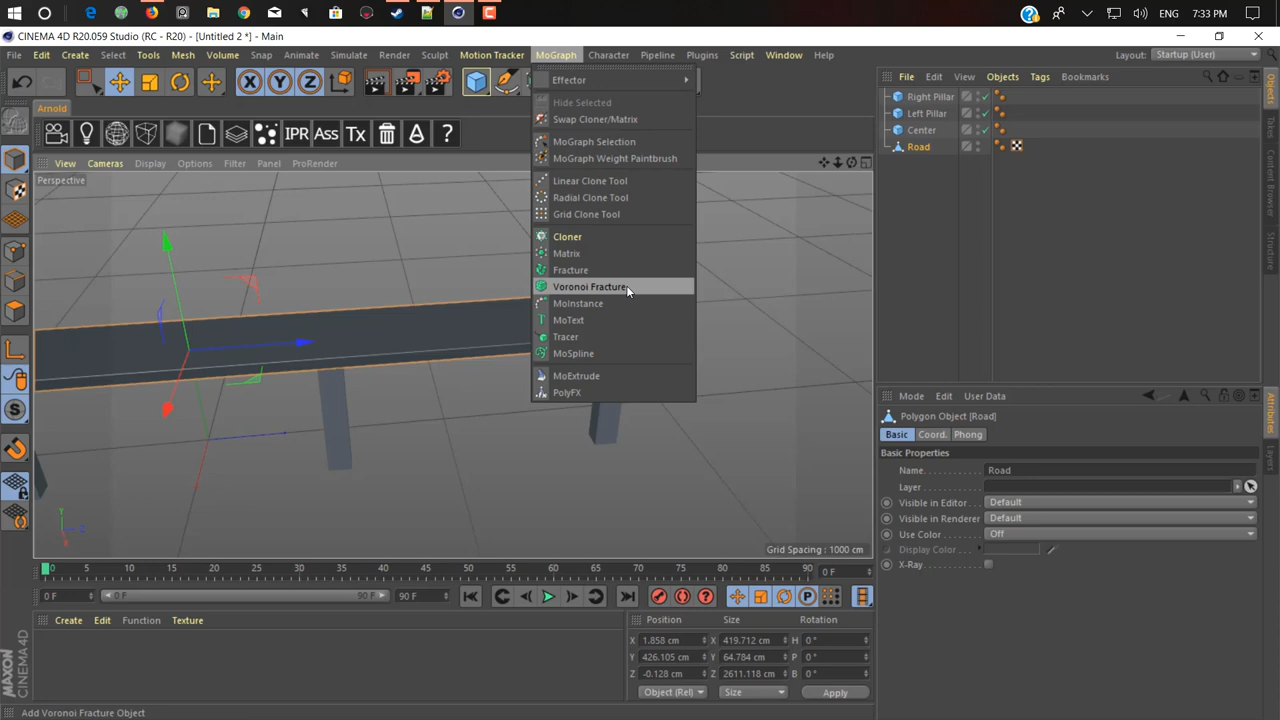 ENG 7:33 PM
CINEMA 4D R20.059 Studio (RC - R20) - [Untitled 2 *] - Main
File Edit Create Select Tools Mesh Volume Snap Animate Simulate Render Sculpt Motion Tracker MoGraph Character Pipeline Plugins Script Window Help Layout: Startup (User)
X Y Z
File Edit View Objects Tags Bookmarks
Arnold
IPR Ass Tx ?
View Cameras Display Options Filter Panel ProRender
Perspective
Effector
Hide Selected
Swap Cloner/Matrix
MoGraph Selection
MoGraph Weight Paintbrush
Linear Clone Tool
Radial Clone Tool
Grid Clone Tool
Cloner
Matrix
Fracture
Voronoi Fracture
MoInstance
MoText
Tracer
MoSpline
MoExtrude
PolyFX
Right Pillar
Left Pillar
Center
Road
Objects
Takes
Content Browser
Structure
Mode Edit User Data
Polygon Object [Road]
Basic Coord. Phong
Basic Properties
Name Road
Layer
Visible in Editor Default
Visible in Renderer Default
Use Color Off
Display Color
X-Ray
Attributes
Layers
Y
Z
X
Grid Spacing : 1000 cm
0 5 10 15 20 25 30 35 40 45 50 55 60 65 70 75 80 85 90 0 F
0 F 0 F 90 F 90 F
Create Edit Function Texture
Position Size Rotation
X 1.858 cm X 419.712 cm H 0 °
Y 426.105 cm Y 64.784 cm P 0 °
Z -0.128 cm Z 2611.118 cm B 0 °
Object (Rel) Size Apply
MAXON CINEMA 4D
Add Voronoi Fracture Object